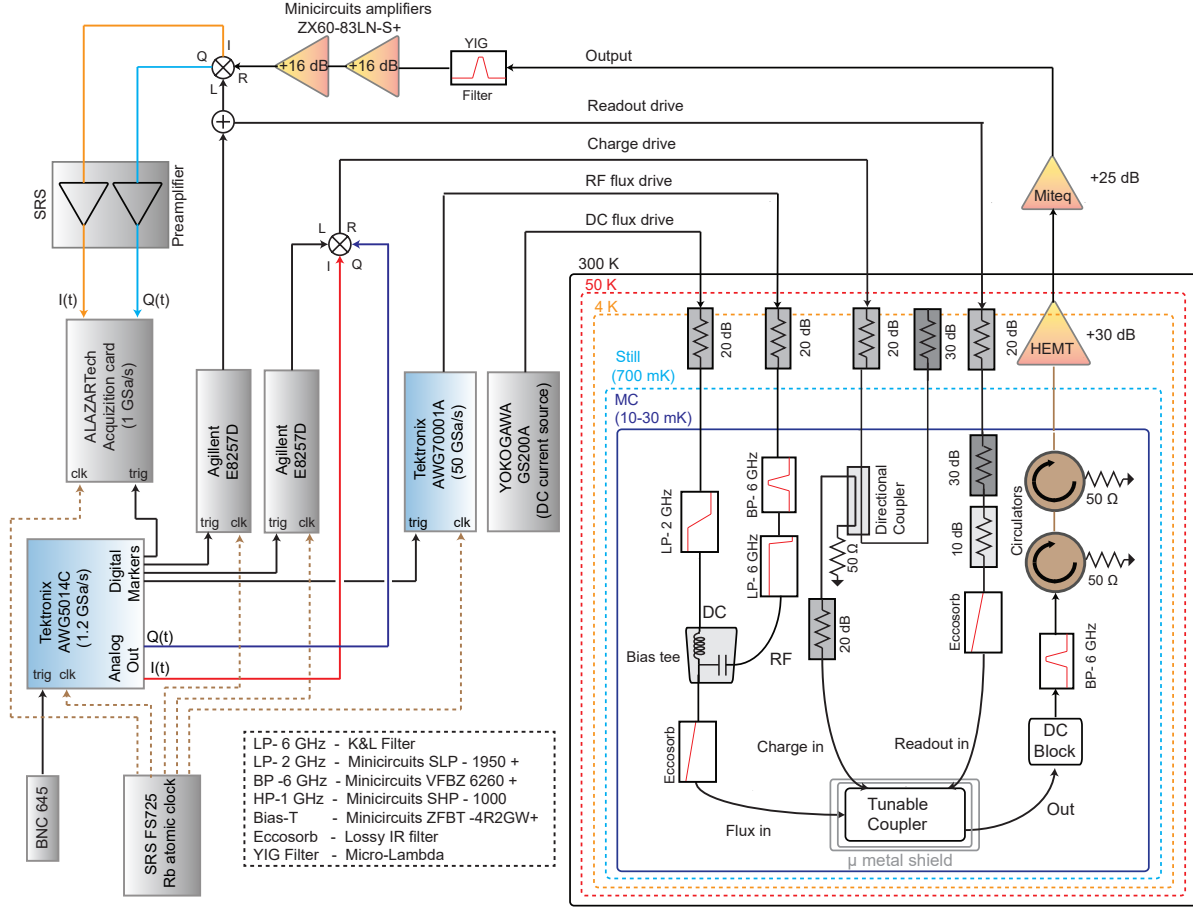 Minicircuits amplifiers
ZX60-83LN-S+
I
Q
R
L
+16 dB
+16 dB
YIG
Filter
Output
Readout drive
Charge drive
RF flux drive
DC flux drive
SRS
Preamplifier
L
R
I
Q
Miteq
+25 dB
I(t)
Q(t)
300 K
50 K
4 K
Still
(700 mK)
MC
(10-30 mK)
20 dB
20 dB
20 dB
30 dB
20 dB
HEMT
+30 dB
ALAZARTech
Acquizition card
(1 GSa/s)
clk
trig
Agillent
E8257D
trig
clk
Agillent
E8257D
trig
clk
Tektronix
AWG70001A
(50 GSa/s)
trig
clk
YOKOGAWA
GS200A
(DC current source)
LP- 2 GHz
BP- 6 GHz
LP- 6 GHz
Directional
Coupler
50 Ω
20 dB
30 dB
10 dB
Eccosorb
Circulators
50 Ω
50 Ω
BP- 6 GHz
DC
Block
DC
Bias tee
RF
Eccosorb
Tektronix
AWG5014C
(1.2 GSa/s)
Digital
Markers
Analog
Out
trig
clk
Q(t)
I(t)
Charge in
Readout in
Flux in
Out
Tunable
Coupler
μ metal shield
BNC 645
SRS FS725
Rb atomic clock
LP- 6 GHz - K&L Filter
LP- 2 GHz - Minicircuits SLP - 1950 +
BP -6 GHz - Minicircuits VFBZ 6260 +
HP-1 GHz - Minicircuits SHP - 1000
Bias-T - Minicircuits ZFBT -4R2GW+
Eccosorb - Lossy IR filter
YIG Filter - Micro-Lambda